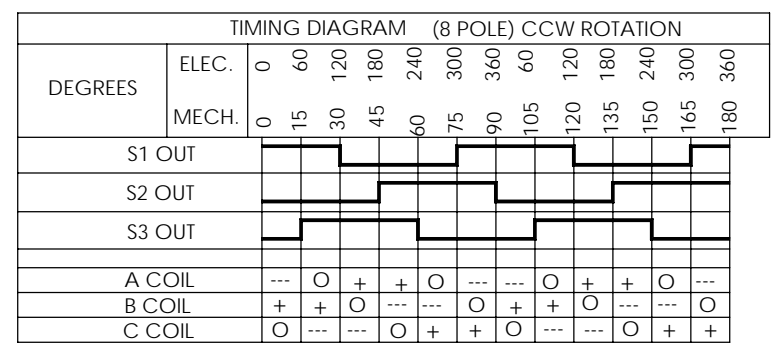 TIMING DIAGRAM (8 POLE) CCW ROTATION
DEGREES
ELEC. 0 60 120 180 240 300 360 60 120 180 240 300 360
MECH. 0 15 30 45 60 75 90 105 120 135 150 165 180
S1 OUT
S2 OUT
S3 OUT
A COIL --- O + + O --- --- O + + O ---
B COIL + + O --- --- O + + O --- --- O
C COIL O --- --- O + + O --- --- O + +